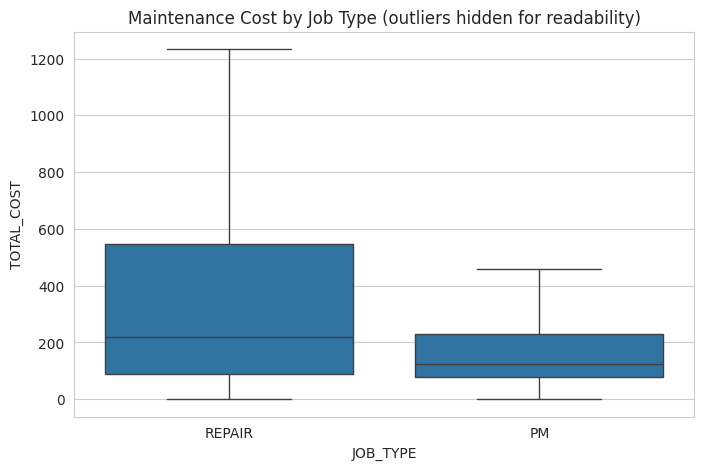 Maintenance Cost by Job Type (outliers hidden for readability)
TOTAL_COST
1200
1000
800
600
400
200
0
REPAIR
PM
JOB_TYPE